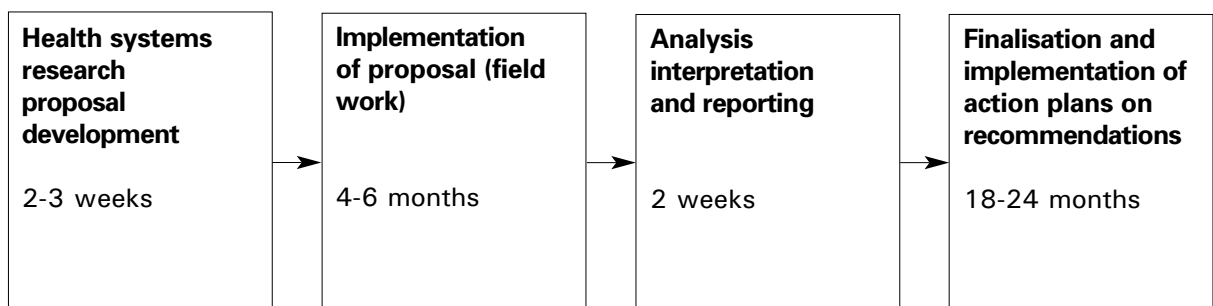 Health systems
research
proposal
development
2-3 weeks
Implementation
of proposal (field
work)
4-6 months
Analysis
interpretation
and reporting
2 weeks
Finalisation and
implementation of
action plans on
recommendations
18-24 months